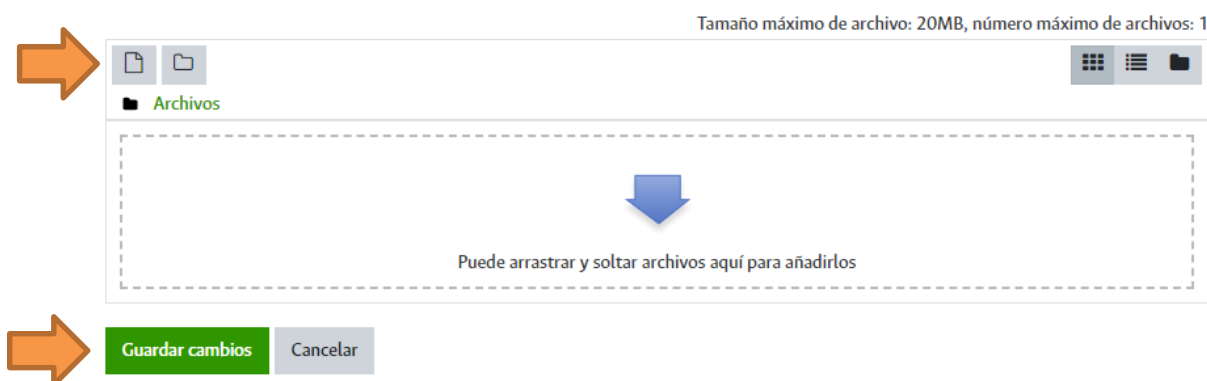 Tamaño máximo de archivo: 20MB, número máximo de archivos: 1
Archivos
Puede arrastrar y soltar archivos aquí para añadirlos
Guardar cambios Cancelar